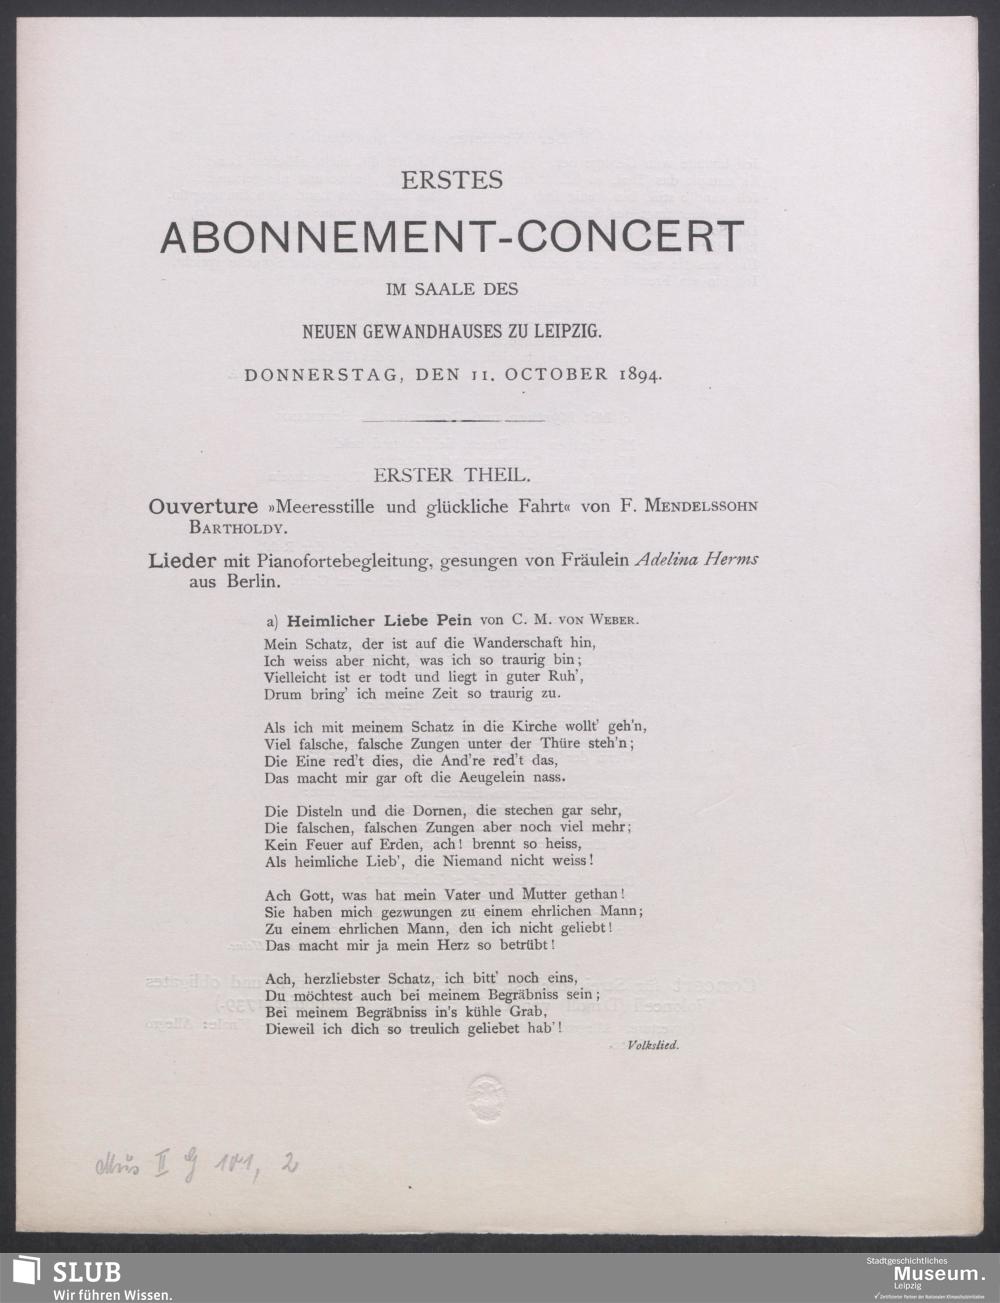 ERSTES
ABONNEMENT-CONCERT
IM SAALE DES
NEUEN GEWANDHAUSES ZU LEIPZIG.
DONNERSTAG, DEN 11. OCTOBER 1894.
ERSTER THEIL.
Ouverture »Meeresstille und glückliche Fahrt« von F. MENDELSSOHN
BARTHOLDY.
Lieder mit Pianofortebegleitung, gesungen von Fräulein Adelina Herms
aus Berlin.
a) Heimlicher Liebe Pein von C. M. VON WEBER.
Mein Schatz, der ist auf die Wanderschaft hin,
Ich weiss aber nicht, was ich so traurig bin;
Vielleicht ist er todt und liegt in guter Ruh',
Drum bring' ich meine Zeit so traurig zu.
Als ich mit meinem Schatz in die Kirche wollt' geh'n,
Viel falsche, falsche Zungen unter der Thüre steh'n;
Die Eine red't dies, die And're red't das,
Das macht mir gar oft die Aeugelein nass.
Die Disteln und die Dornen, die stechen gar sehr,
Die falschen, falschen Zungen aber noch viel mehr;
Kein Feuer auf Erden, ach! brennt so heiss,
Als heimliche Lieb', die Niemand nicht weiss!
Ach Gott, was hat mein Vater und Mutter gethan!
Sie haben mich gezwungen zu einem ehrlichen Mann;
Zu einem ehrlichen Mann, den ich nicht geliebt!
Das macht mir ja mein Herz so betrübt!
Ach, herzliebster Schatz, ich bitt' noch eins,
Du möchtest auch bei meinem Begräbniss sein;
Bei meinem Begräbniss in's kühle Grab,
Dieweil ich dich so treulich geliebet hab'!
Volkslied.
Mus II G 101, 2
SLUB
Wir führen Wissen.
Stadtgeschichtliches
Museum.
Leipzig
Zertifizierter Partner der Nationalen Klimaschutzinitiative